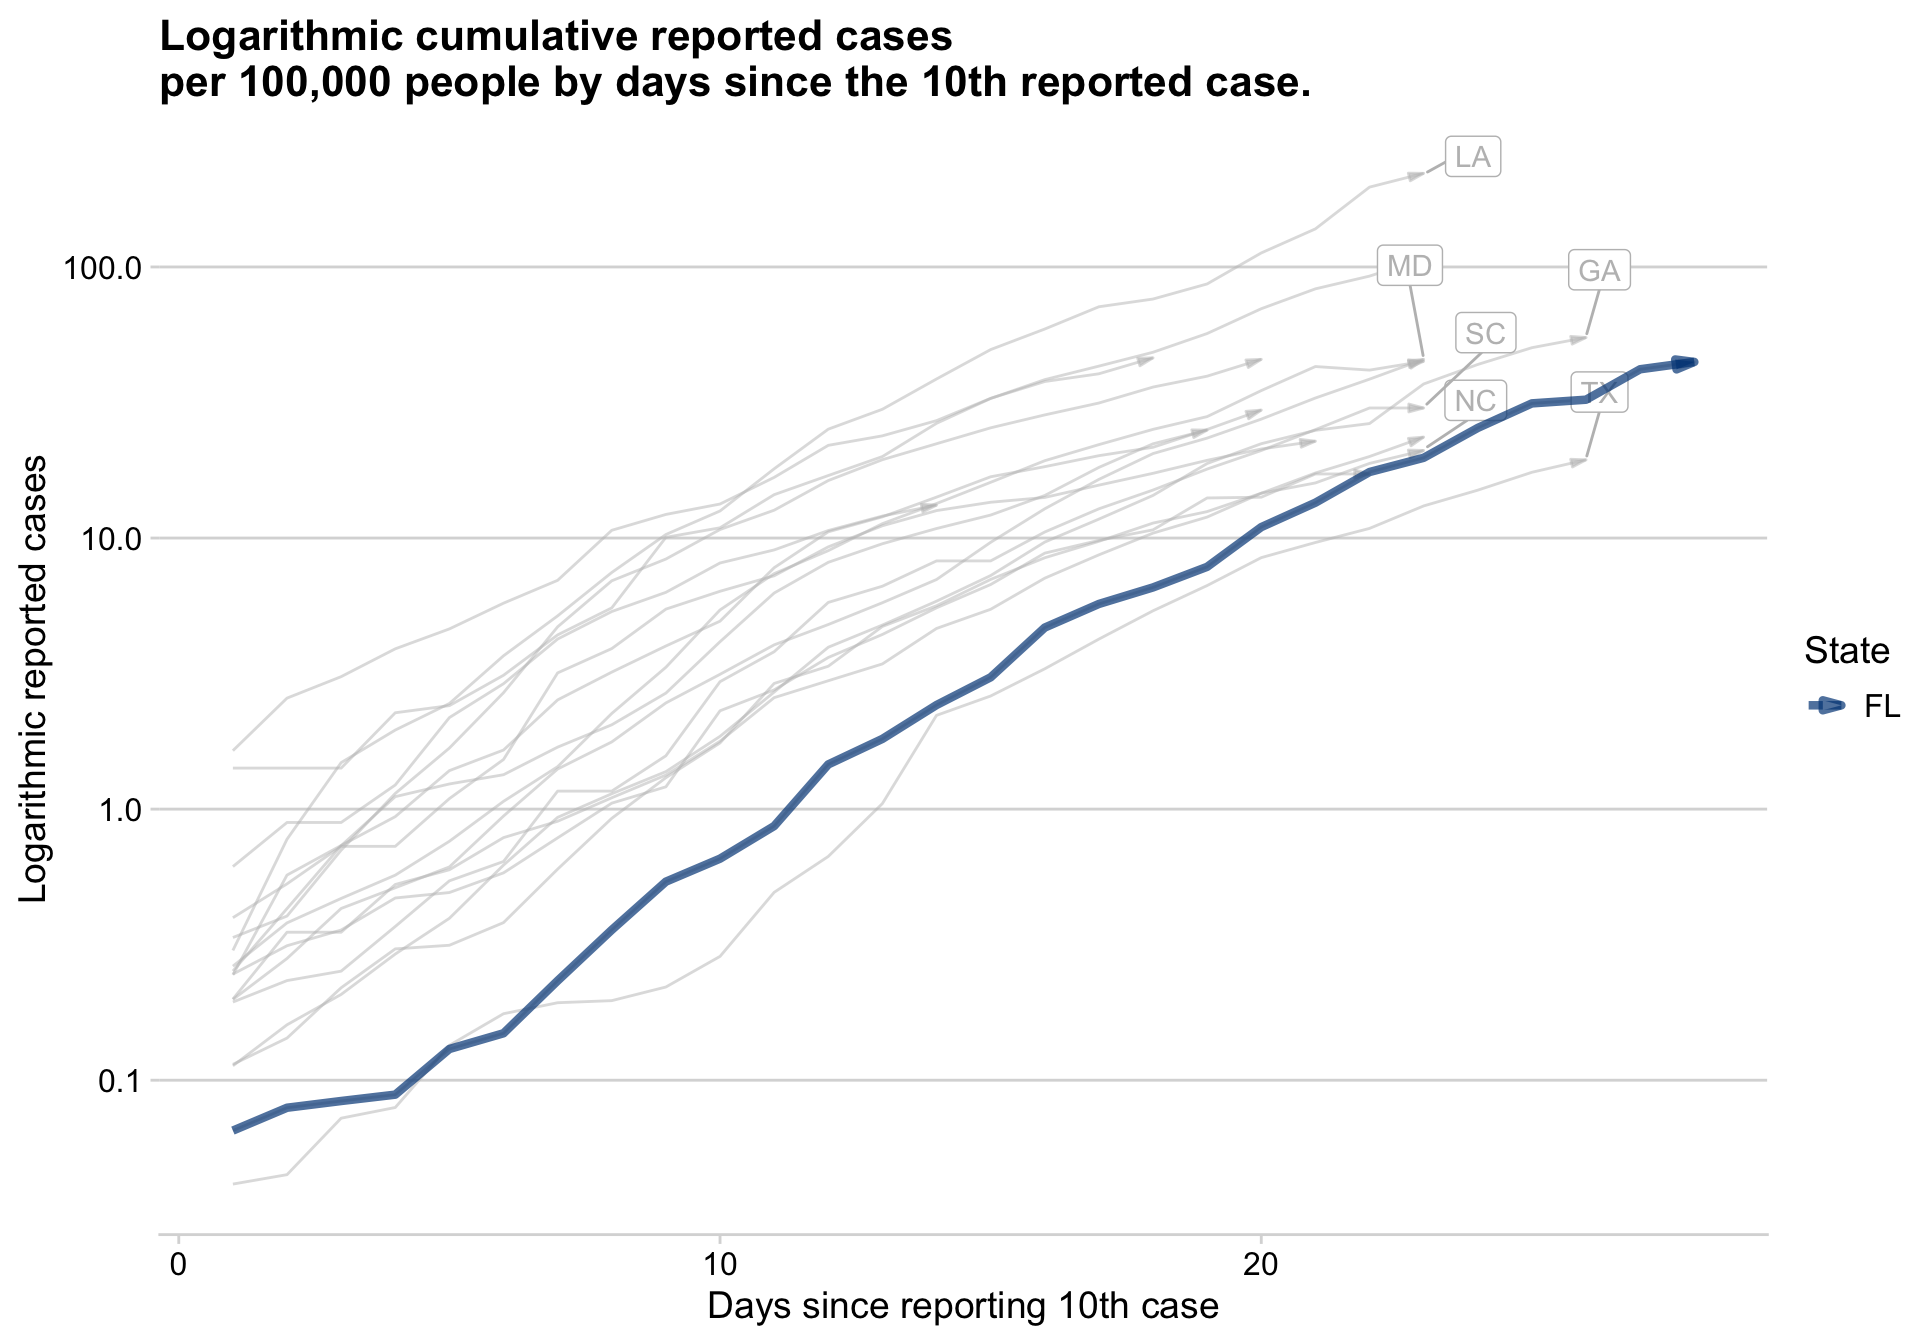 Logarithmic cumulative reported cases
per 100,000 people by days since the 10th reported case.
LA
MD
GA
SC
NC
TX
100.0
10.0
1.0
0.1
Logarithmic reported cases
State
FL
0
10
20
Days since reporting 10th case